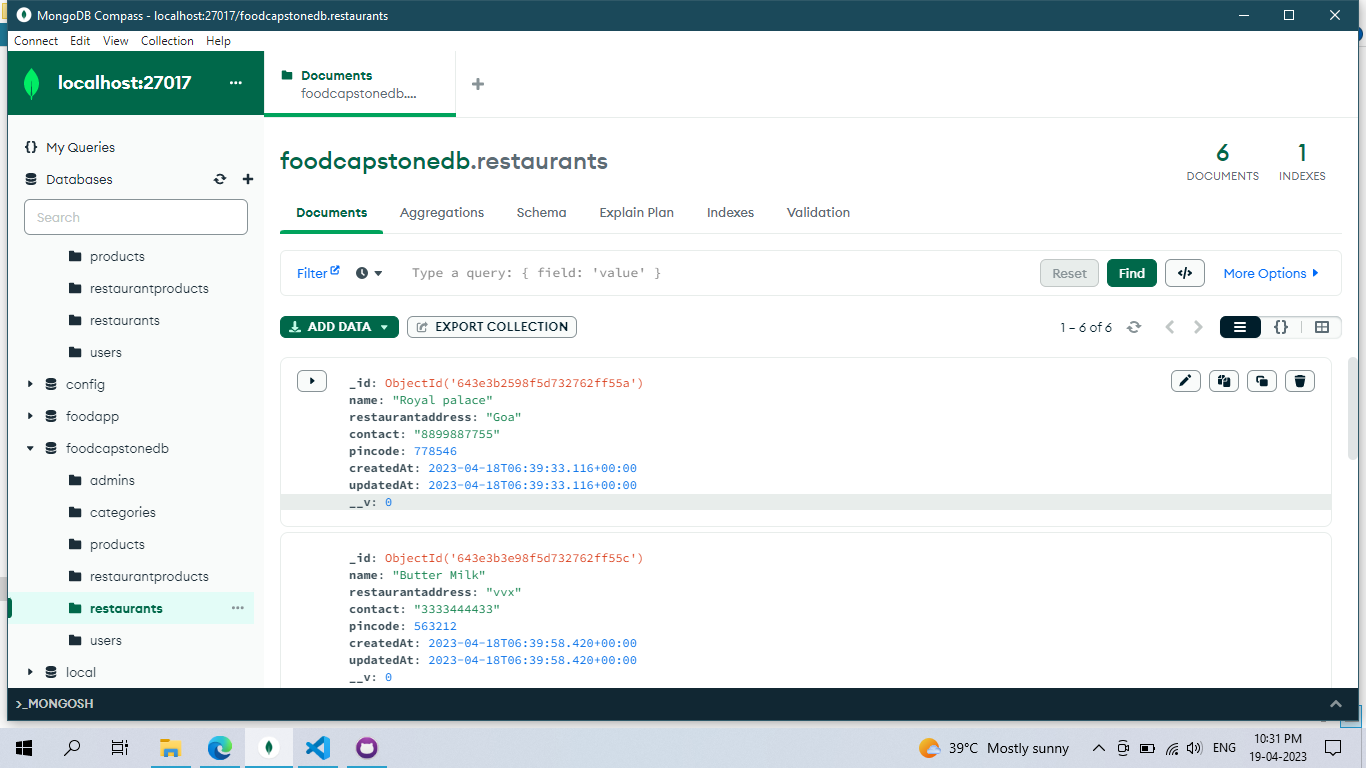 MongoDB Compass - localhost:27017/foodcapstonedb.restaurants
Connect Edit View Collection Help
localhost:27017
Documents
foodcapstonedb....
My Queries
Databases
Search
products
restaurantproducts
restaurants
users
config
foodapp
foodcapstonedb
admins
categories
products
restaurantproducts
restaurants
users
local
foodcapstonedb.restaurants
6
DOCUMENTS
1
INDEXES
Documents Aggregations Schema Explain Plan Indexes Validation
Filter Type a query: { field: 'value' } Reset Find </> More Options
ADD DATA EXPORT COLLECTION 1 – 6 of 6 {}
_id: ObjectId('643e3b2598f5d732762ff55a')
name: "Royal palace"
restaurantaddress: "Goa"
contact: "8899887755"
pincode: 778546
createdAt: 2023-04-18T06:39:33.116+00:00
updatedAt: 2023-04-18T06:39:33.116+00:00
__v: 0
_id: ObjectId('643e3b3e98f5d732762ff55c')
name: "Butter Milk"
restaurantaddress: "vvx"
contact: "3333444433"
pincode: 563212
createdAt: 2023-04-18T06:39:58.420+00:00
updatedAt: 2023-04-18T06:39:58.420+00:00
__v: 0
>_MONGOSH
39°C Mostly sunny ENG 10:31 PM
19-04-2023